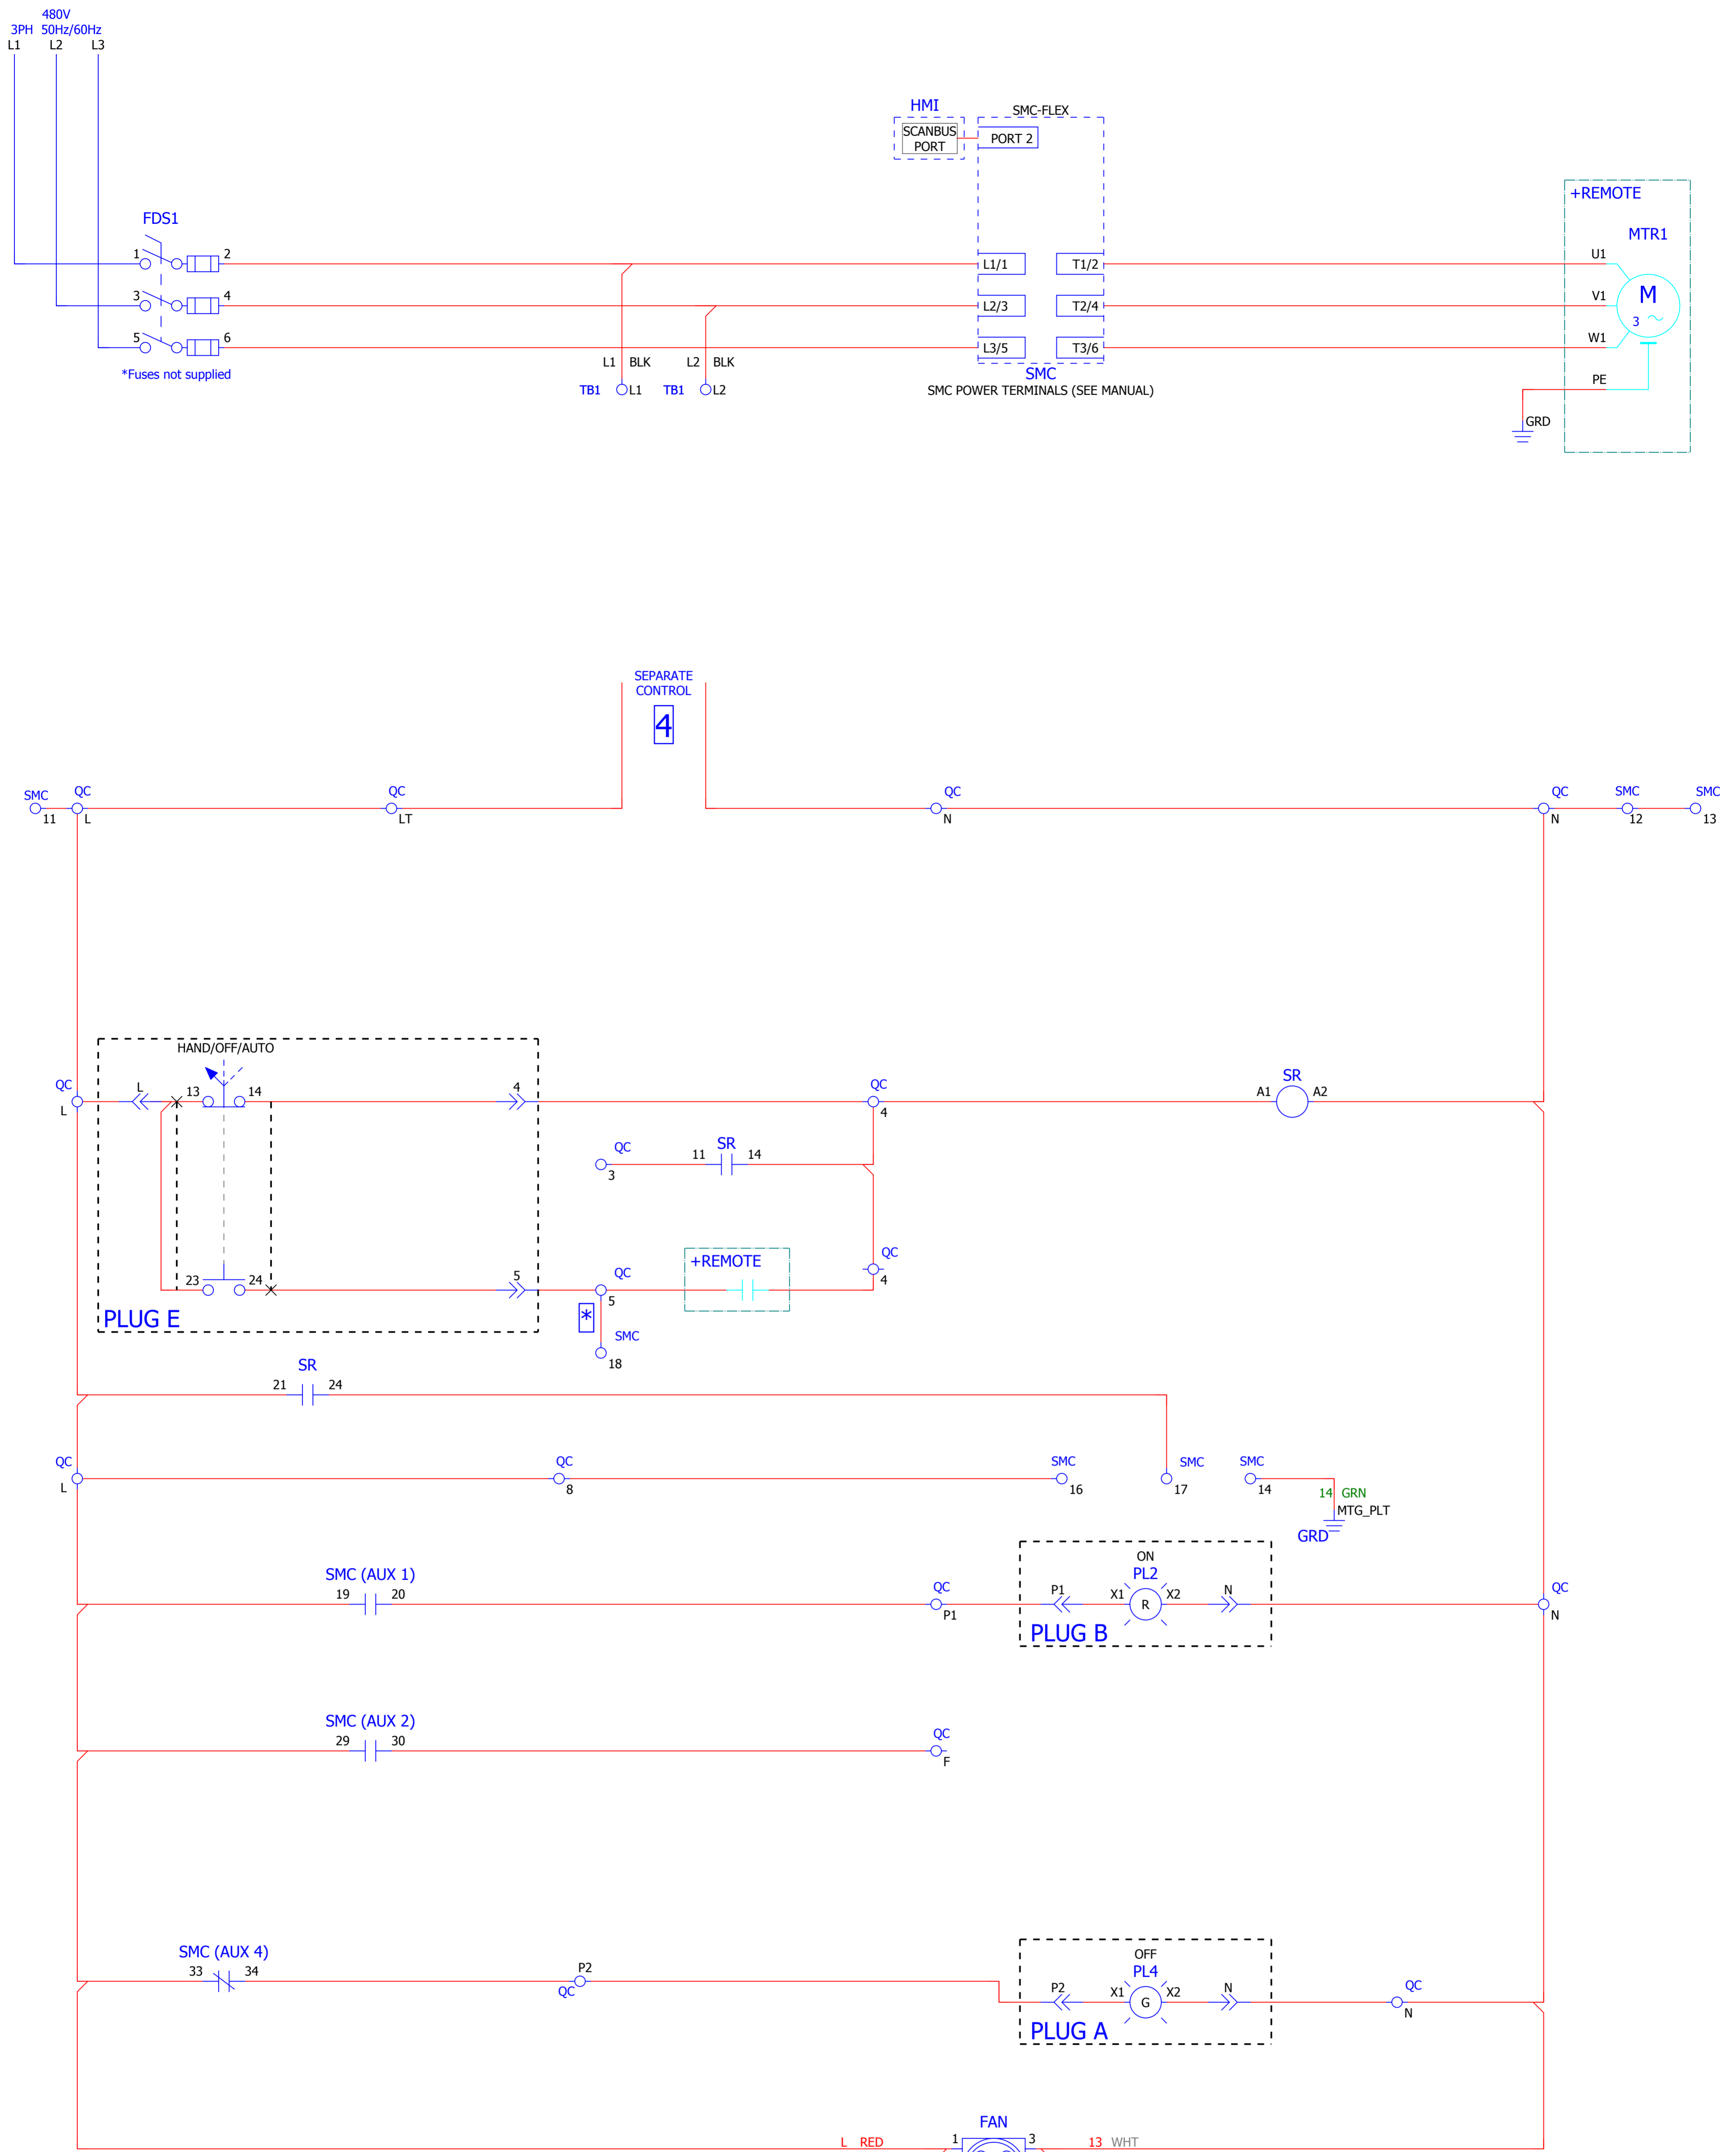 480V
3PH 50Hz/60Hz
L1 L2 L3
HMI
SCANBUS
PORT
SMC-FLEX
PORT 2
+REMOTE
MTR1
FDS1
1 2
3 4
5 6
*Fuses not supplied
L1/1 T1/2
L2/3 T2/4
L3/5 T3/6
U1
V1
W1
PE
M
3
GRD
L1 BLK L2 BLK
TB1 L1 TB1 L2
SMC
SMC POWER TERMINALS (SEE MANUAL)
SEPARATE
CONTROL
4
SMC QC QC QC QC SMC SMC
11 L LT N N 12 13
HAND/OFF/AUTO
QC L 13 14 4 QC SR
L 4 A1 A2
QC SR
3 11 14
+REMOTE
QC
4
23 24 5 QC
5
PLUG E
*
SMC
18
SR
21 24
QC QC SMC SMC SMC
L 8 16 17 14
14 GRN
MTG_PLT
GRD
ON
SMC (AUX 1) PL2
19 20 QC P1 X1 R X2 N QC
P1 N
PLUG B
SMC (AUX 2)
29 30 QC
F
SMC (AUX 4) OFF
33 34 P2 PL4
QC P2 X1 G X2 N QC
N
PLUG A
FAN
L RED 1 3 13 WHT